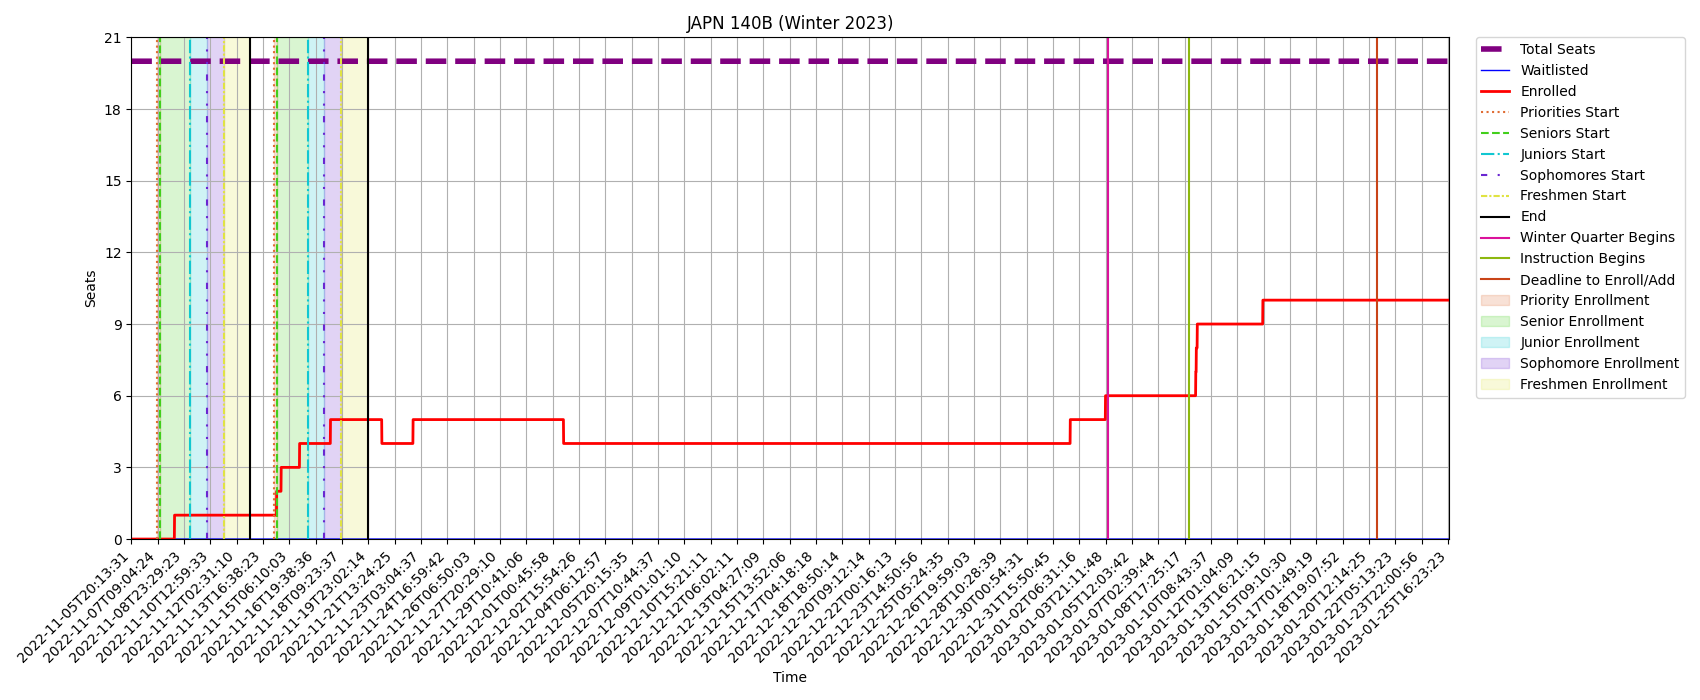 JAPN 140B (Winter 2023)
21
18
15
12
9
6
3
0
Seats
2022-11-05T20:13:31
2022-11-07T09:04:24
2022-11-08T23:29:23
2022-11-10T12:59:33
2022-11-12T02:31:10
2022-11-13T16:38:23
2022-11-15T06:10:03
2022-11-16T19:38:36
2022-11-18T09:23:37
2022-11-19T23:02:14
2022-11-21T13:24:25
2022-11-23T03:04:37
2022-11-24T16:59:42
2022-11-26T06:50:03
2022-11-27T20:29:10
2022-11-29T10:41:06
2022-12-01T00:45:58
2022-12-02T15:54:26
2022-12-04T06:12:57
2022-12-05T20:15:35
2022-12-07T10:44:37
2022-12-09T01:01:10
2022-12-10T15:21:11
2022-12-12T06:02:11
2022-12-13T04:27:09
2022-12-15T13:52:06
2022-12-17T04:18:18
2022-12-18T18:50:14
2022-12-20T09:12:14
2022-12-22T00:16:13
2022-12-23T14:50:56
2022-12-25T05:24:35
2022-12-26T19:59:03
2022-12-28T10:28:39
2022-12-30T00:54:31
2022-12-31T15:50:45
2023-01-02T06:31:16
2023-01-03T21:11:48
2023-01-05T12:03:42
2023-01-07T02:39:44
2023-01-08T17:25:17
2023-01-10T08:43:37
2023-01-12T01:04:09
2023-01-13T16:21:15
2023-01-15T09:10:30
2023-01-17T01:49:19
2023-01-18T19:07:52
2023-01-20T12:14:25
2023-01-22T05:13:23
2023-01-23T22:00:56
2023-01-25T16:23:23
Time
Total Seats
Waitlisted
Enrolled
Priorities Start
Seniors Start
Juniors Start
Sophomores Start
Freshmen Start
End
Winter Quarter Begins
Instruction Begins
Deadline to Enroll/Add
Priority Enrollment
Senior Enrollment
Junior Enrollment
Sophomore Enrollment
Freshmen Enrollment